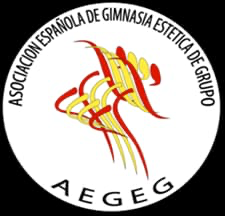 ASOCIACION ESPAÑOLA DE GIMNASIA ESTETICA DE GRUPO
AEGEG